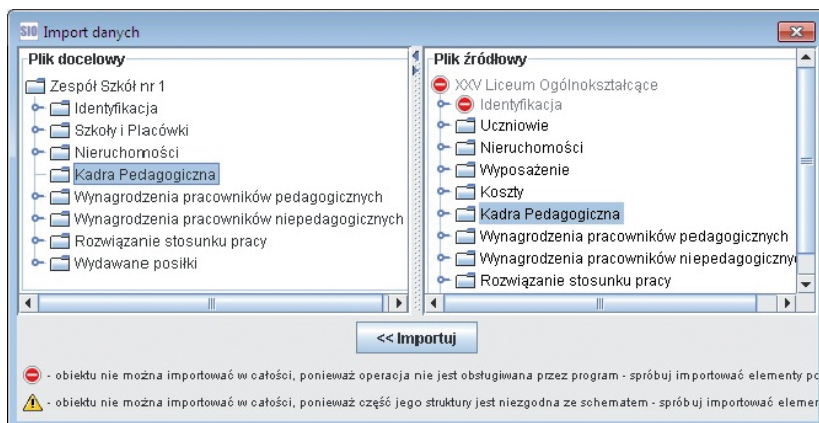 SIO Import danych
Plik docelowy
Zespół Szkół nr 1
Identyfikacja
Szkoły i Placówki
Nieruchomości
Kadra Pedagogiczna
Wynagrodzenia pracowników pedagogicznych
Wynagrodzenia pracowników niepedagogicznych
Rozwiązanie stosunku pracy
Wydawane posiłki
Plik źródłowy
XXV Liceum Ogólnokształcące
Identyfikacja
Uczniowie
Nieruchomości
Wyposażenie
Koszty
Kadra Pedagogiczna
Wynagrodzenia pracowników pedagogicznych
Wynagrodzenia pracowników niepedagogiczny
Rozwiązanie stosunku pracy
<< Importuj
- obiektu nie można importować w całości, ponieważ operacja nie jest obsługiwana przez program - spróbuj importować elementy po
- obiektu nie można importować w całości, ponieważ część jego struktury jest niezgodna ze schematem - spróbuj importować elemen